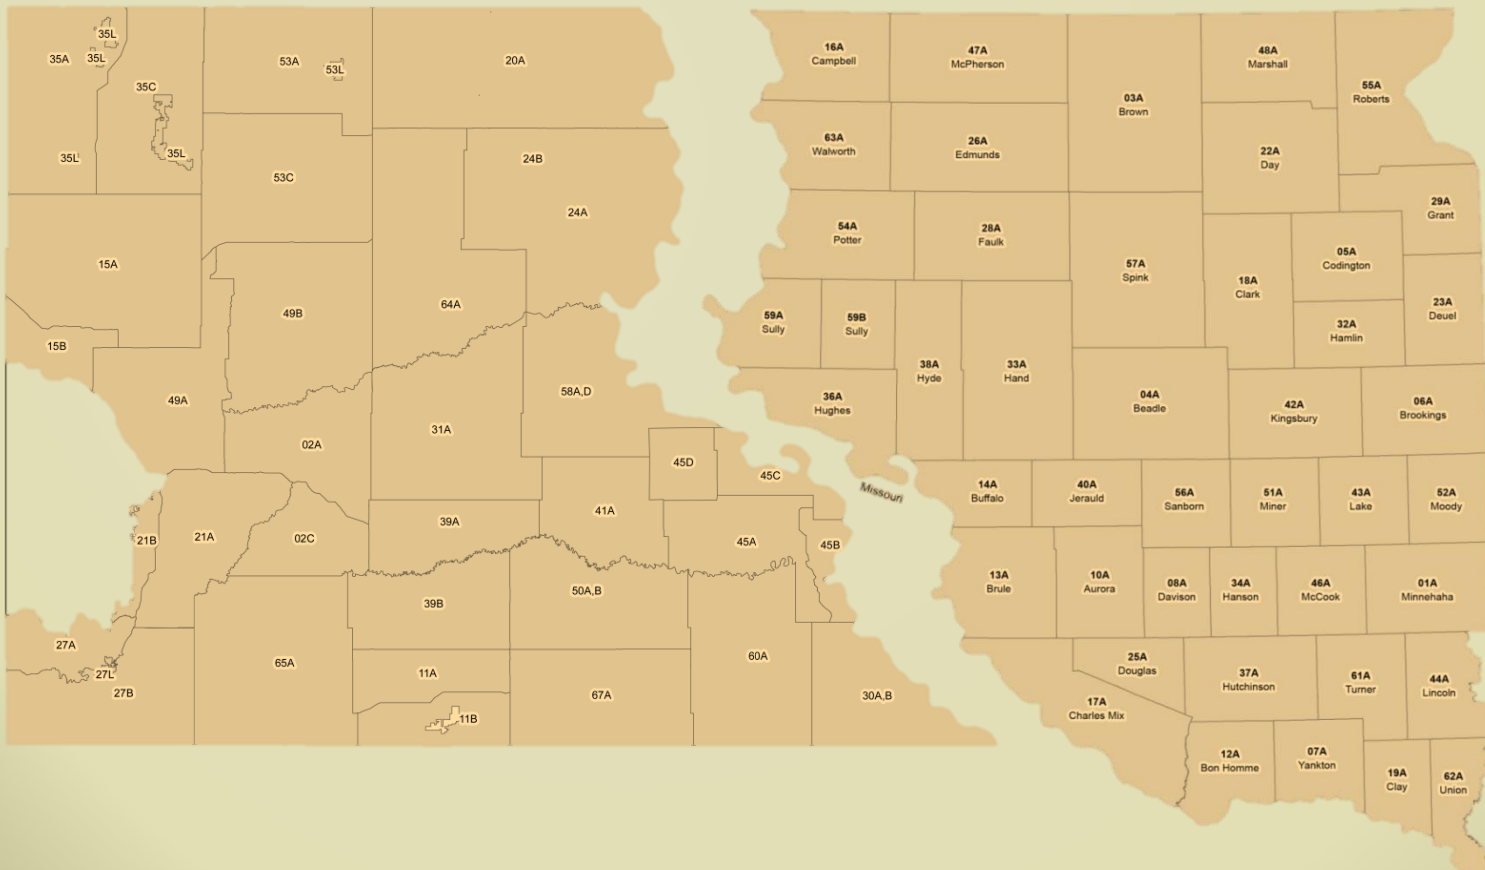 35L
35A
35L
35C
35L
35L
53A
53L
20A
53C
24B
24A
15A
15B
49B
64A
49A
02A
31A
58A,D
45D
45C
41A
39A
45A
45B
21B
21A
02C
39B
50A,B
27A
27L
27B
65A
11A
11B
67A
60A
30A,B
Missouri
16A
Campbell
47A
McPherson
03A
Brown
48A
Marshall
55A
Roberts
63A
Walworth
26A
Edmunds
22A
Day
29A
Grant
54A
Potter
28A
Faulk
57A
Spink
18A
Clark
05A
Codington
23A
Deuel
32A
Hamlin
59A
Sully
59B
Sully
38A
Hyde
33A
Hand
36A
Hughes
04A
Beadle
42A
Kingsbury
06A
Brookings
14A
Buffalo
40A
Jerauld
56A
Sanborn
51A
Miner
43A
Lake
52A
Moody
13A
Brule
10A
Aurora
08A
Davison
34A
Hanson
46A
McCook
01A
Minnehaha
25A
Douglas
17A
Charles Mix
37A
Hutchinson
61A
Turner
44A
Lincoln
12A
Bon Homme
07A
Yankton
19A
Clay
62A
Union